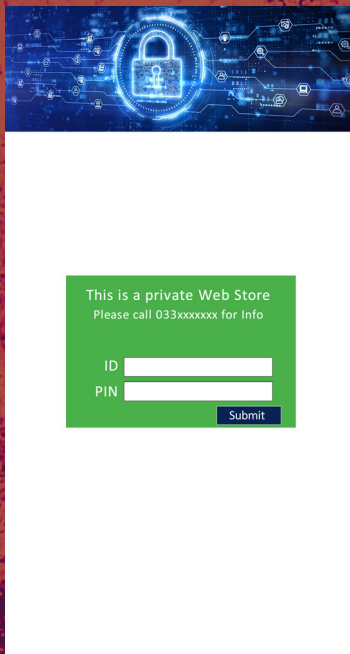 This is a private Web Store
Please call 033xxxxxxx for Info
ID
PIN
Submit